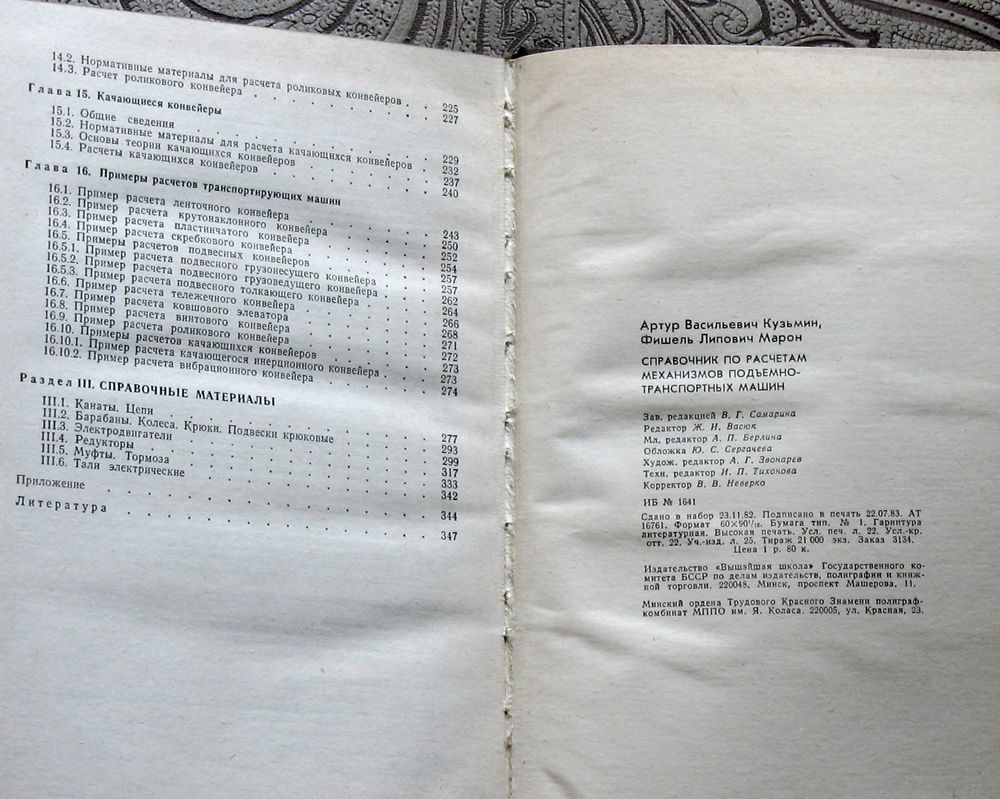 14.2. Нормативные материалы для расчета роликовых конвейеров . . 225
14.3. Расчет роликового конвейера . . . . . . . . 227
Глава 15. Качающиеся конвейеры
15.1. Общие сведения . . . . . . . . . . 229
15.2. Нормативные материалы для расчета качающихся конвейеров . . 232
15.3. Основы теории качающихся конвейеров . . . . . . 237
15.4. Расчеты качающихся конвейеров . . . . . . . . 240
Глава 16. Примеры расчетов транспортирующих машин
16.1. Пример расчета ленточного конвейера . . . . . . 243
16.2. Пример расчета крутонаклонного конвейера . . . . . 250
16.3. Пример расчета пластинчатого конвейера . . . . . . 252
16.4. Пример расчета скребкового конвейера . . . . . . 254
16.5. Примеры расчетов подвесных конвейеров . . . . . . 257
16.5.1. Пример расчета подвесного грузонесущего конвейера . . . 257
16.5.2. Пример расчета подвесного грузоведущего конвейера . . . 262
16.5.3. Пример расчета подвесного толкающего конвейера . . . . 264
16.6. Пример расчета тележечного конвейера . . . . . . 266
16.7. Пример расчета ковшового элеватора . . . . . . 268
16.8. Пример расчета винтового конвейера . . . . . . 271
16.9. Пример расчета роликового конвейера . . . . . . 272
16.10. Примеры расчетов качающихся конвейеров . . . . . 273
16.10.1. Пример расчета качающегося инерционного конвейера . . . 273
16.10.2. Пример расчета вибрационного конвейера . . . . . 274
Раздел III. СПРАВОЧНЫЕ МАТЕРИАЛЫ
III.1. Канаты. Цепи . . . . . . . . . . 277
III.2. Барабаны. Колеса. Крюки. Подвески крюковые . . . . 293
III.3. Электродвигатели . . . . . . . . . . 299
III.4. Редукторы . . . . . . . . . . . 317
III.5. Муфты. Тормоза . . . . . . . . . . 333
III.6. Тали электрические . . . . . . . . . 342
Приложение . . . . . . . . . . . . 344
Литература . . . . . . . . . . . . 347
Артур Васильевич Кузьмин,
Фишель Липович Марон
СПРАВОЧНИК ПО РАСЧЕТАМ
МЕХАНИЗМОВ ПОДЪЕМНО-
ТРАНСПОРТНЫХ МАШИН
Зав. редакцией В. Г. Самарина
Редактор Ж. И. Васюк
Мл. редактор А. П. Берлина
Обложка Ю. С. Сергачева
Худож. редактор А. Г. Звонарев
Техн. редактор И. П. Тихонова
Корректор В. В. Неверко
ИБ № 1641
Сдано в набор 23.11.82. Подписано в печать 22.07.83. АТ
16761. Формат 60×90¹/₁₆. Бумага тип. № 1. Гарнитура
литературная. Высокая печать. Усл. печ. л. 22. Усл.-кр.
отт. 22. Уч.-изд. л. 25. Тираж 21 000 экз. Заказ 3134.
Цена 1 р. 80 к.
Издательство «Вышэйшая школа» Государственного ко-
митета БССР по делам издательств, полиграфии и книж-
ной торговли. 220048, Минск, проспект Машерова, 11.
Минский ордена Трудового Красного Знамени полиграф-
комбинат МППО им. Я. Коласа. 220005, ул. Красная, 23.